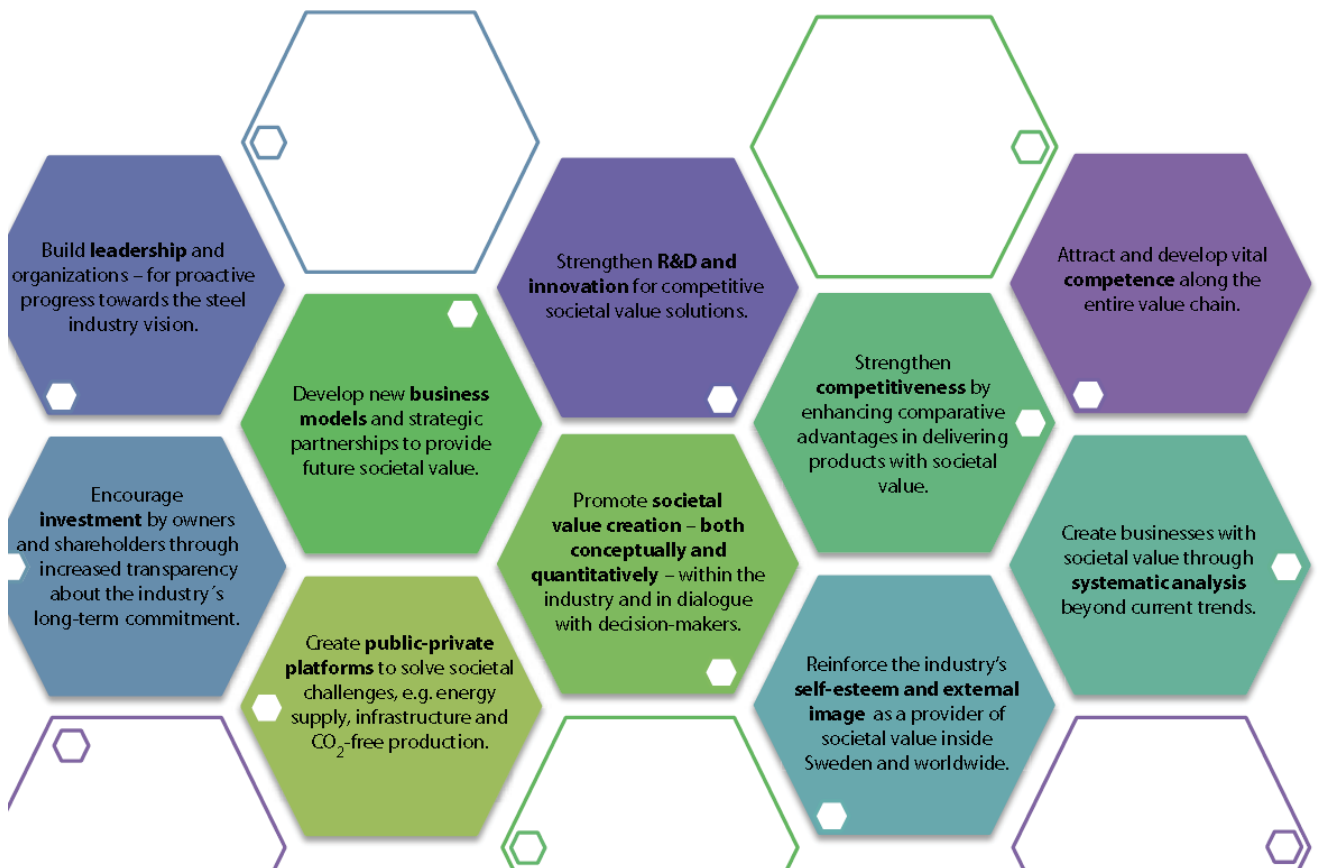 Build leadership and
organizations – for proactive
progress towards the steel
industry vision.
Strengthen R&D and
innovation for competitive
societal value solutions.
Attract and develop vital
competence along the
entire value chain.
Develop new business
models and strategic
partnerships to provide
future societal value.
Strengthen
competitiveness by
enhancing comparative
advantages in delivering
products with societal
value.
Encourage
investment by owners
and shareholders through
increased transparency
about the industry´s
long-term commitment.
Promote societal
value creation – both
conceptually and
quantitatively – within the
industry and in dialogue
with decision-makers.
Create businesses with
societal value through
systematic analysis
beyond current trends.
Create public-private
platforms to solve societal
challenges, e.g. energy
supply, infrastructure and
CO₂-free production.
Reinforce the industry’s
self-esteem and external
image as a provider of
societal value inside
Sweden and worldwide.